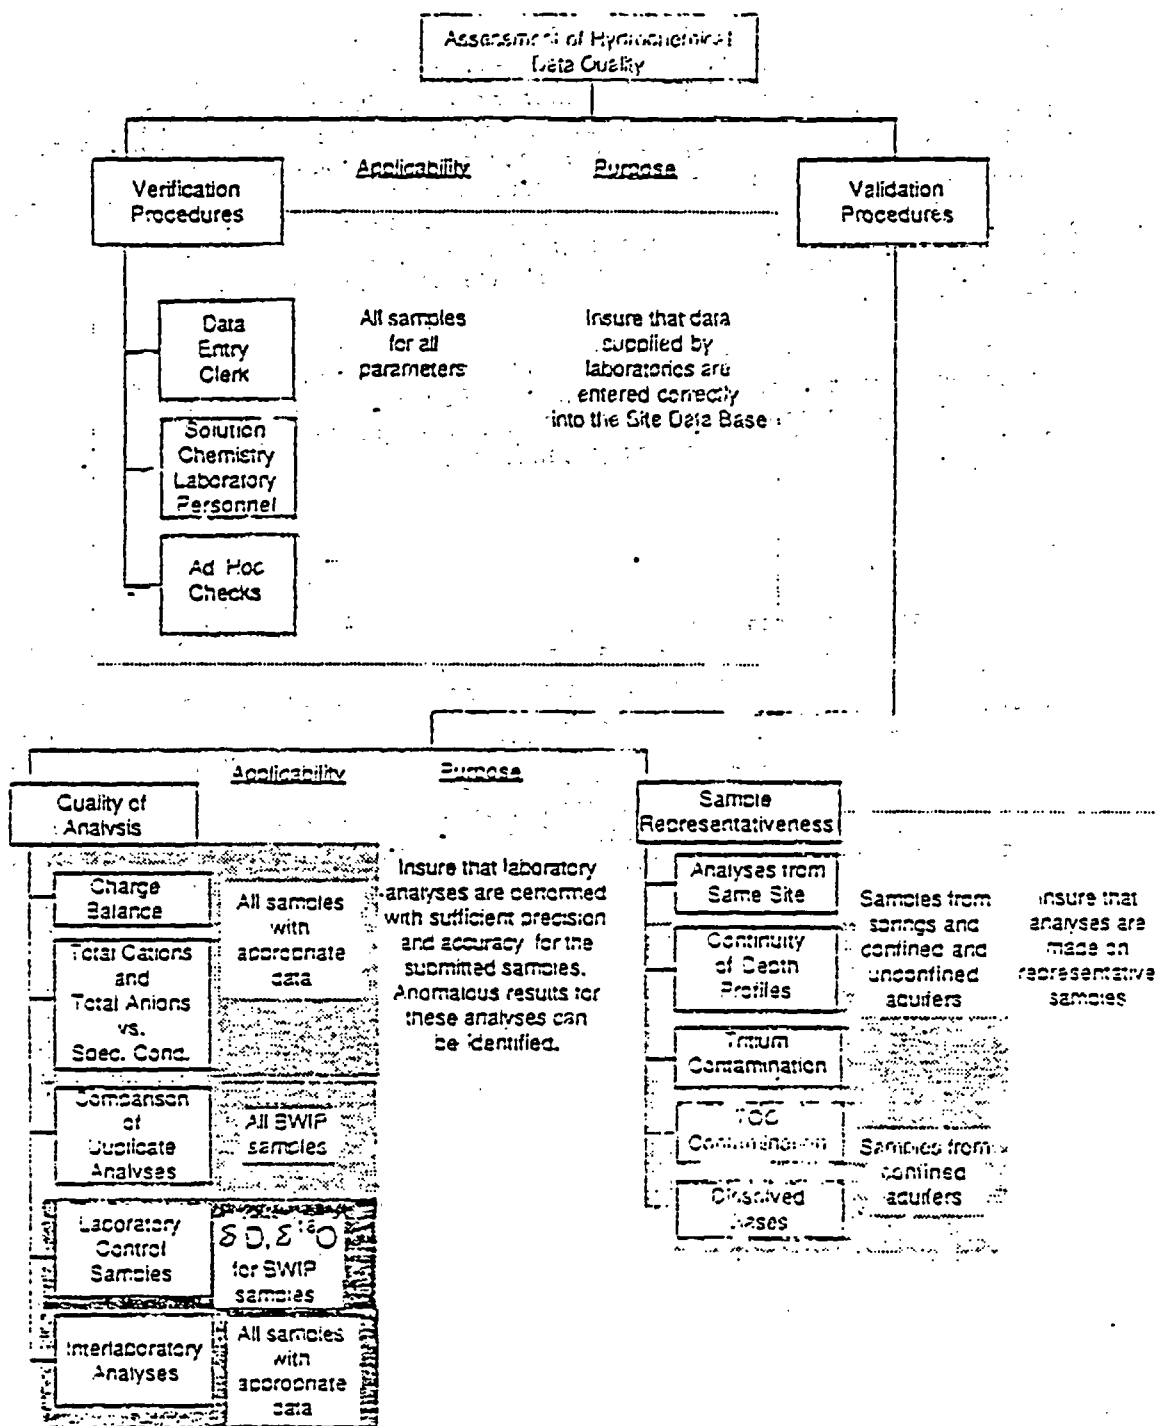 Assessment of Hydrochemical
Data Quality
Applicability
Purpose
Verification
Procedures
Validation
Procedures
Data
Entry
Clerk
All samples
for all
parameters
Insure that data
supplied by
laboratories are
entered correctly
into the Site Data Base
Solution
Chemistry
Laboratory
Personnel
Ad Hoc
Checks
Applicability
Purpose
Quality of
Analysis
Sample
Representativeness
Charge
Balance
Total Cations
and
Total Anions
vs.
Spec. Cond.
All samples
with
appropriate
data
Insure that laboratory
analyses are performed
with sufficient precision
and accuracy for the
submitted samples.
Anomalous results for
these analyses can
be identified.
Comparison
of
Duplicate
Analyses
All BWIP
samples
Laboratory
Control
Samples
δD, δ¹⁸O
for BWIP
samples
Interlaboratory
Analyses
All samples
with
appropriate
data
Analyses from
Same Site
Continuity
of Depth
Profiles
Tritium
Contamination
TOC
Contamination
Dissolved
Gases
Samples from
springs and
confined and
unconfined
aquifers
Insure that
analyses are
made on
representative
samples
Samples from
confined
aquifers